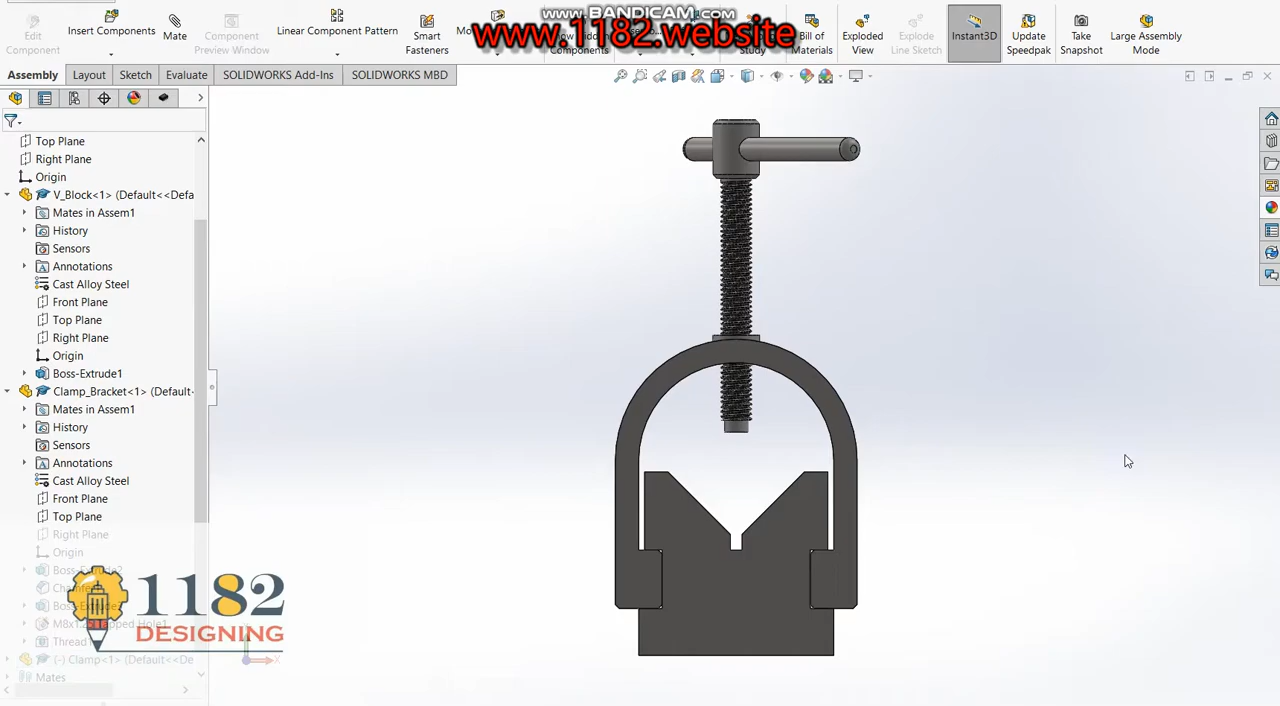 www.BANDICAM.com
www.1182.website
Edit Component
Insert Components
Mate
Component Preview Window
Linear Component Pattern
Smart Fasteners
Components
Study
Bill of Materials
Exploded View
Explode Line Sketch
Instant3D
Update Speedpak
Take Snapshot
Large Assembly Mode
Assembly
Layout
Sketch
Evaluate
SOLIDWORKS Add-Ins
SOLIDWORKS MBD
Top Plane
Right Plane
Origin
V_Block<1> (Default<<Defa
Mates in Assem1
History
Sensors
Annotations
Cast Alloy Steel
Front Plane
Top Plane
Right Plane
Origin
Boss-Extrude1
Clamp_Bracket<1> (Default
Mates in Assem1
History
Sensors
Annotations
Cast Alloy Steel
Front Plane
Top Plane
Right Plane
Origin
1182
DESIGNING
(-) Clamp<1> (Default<<De
Mates